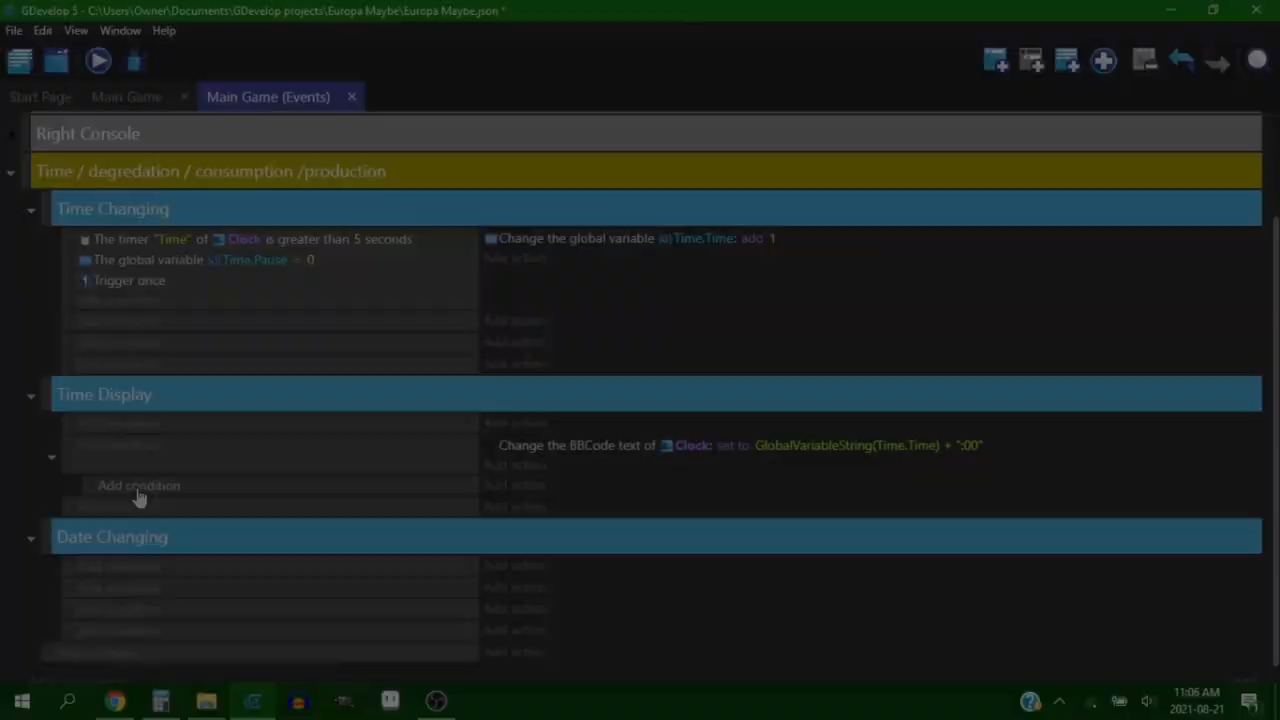 GDevelop 5 - C:\Users\Owner\Documents\GDevelop projects\Europa Maybe\Europa Maybe.json *
File Edit View Window Help
Start Page Main Game × Main Game (Events) ×
Right Console
Time / degredation / consumption /production
Time Changing
The timer "Time" of Clock is greater than 5 seconds
Change the global variable Time.Time: add 1
The global variable Time.Pause = 0
Trigger once
Time Display
Change the BBCode text of Clock: set to GlobalVariableString(Time.Time) + ":00"
Add condition
Date Changing
11:06 AM
2021-08-21